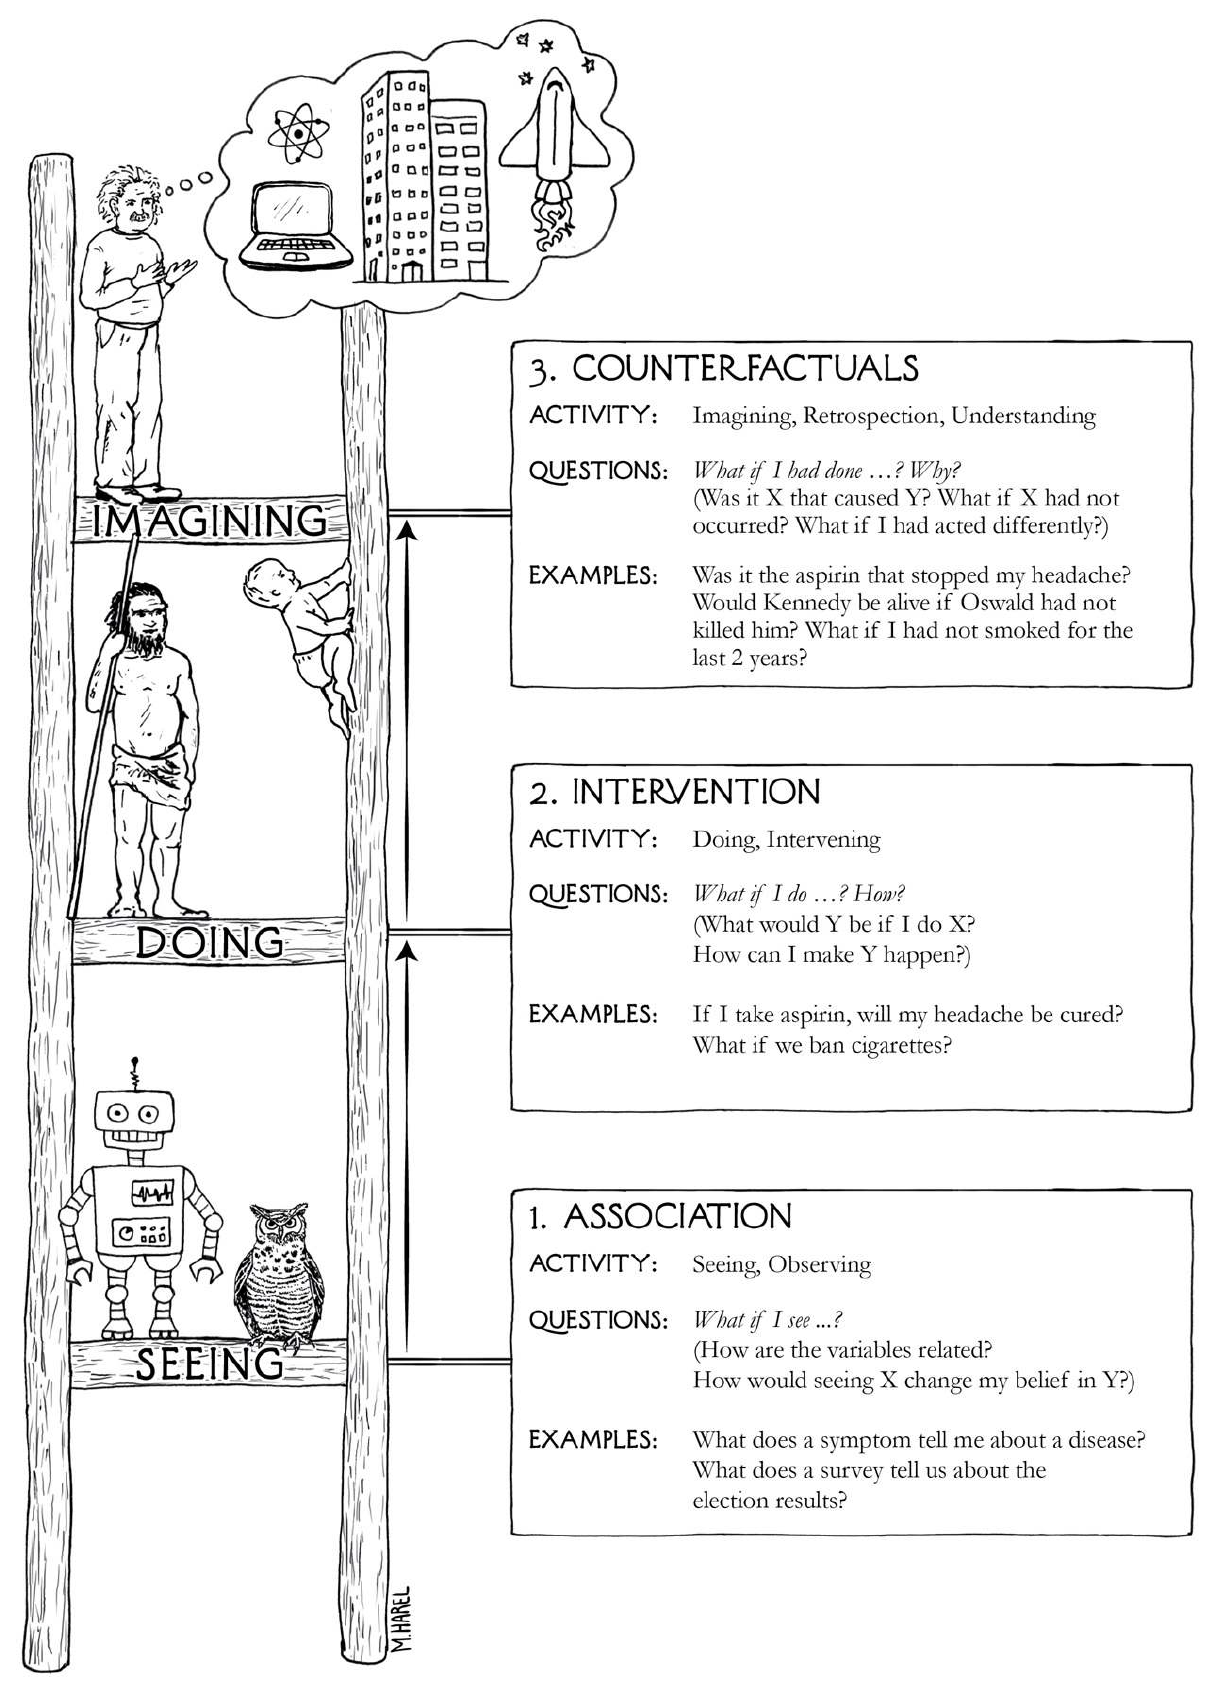 3. COUNTERFACTUALS
ACTIVITY: Imagining, Retrospection, Understanding
QUESTIONS: What if I had done …? Why?
(Was it X that caused Y? What if X had not
occurred? What if I had acted differently?)
EXAMPLES: Was it the aspirin that stopped my headache?
Would Kennedy be alive if Oswald had not
killed him? What if I had not smoked for the
last 2 years?
IMAGINING
2. INTERVENTION
ACTIVITY: Doing, Intervening
QUESTIONS: What if I do …? How?
(What would Y be if I do X?
How can I make Y happen?)
EXAMPLES: If I take aspirin, will my headache be cured?
What if we ban cigarettes?
DOING
1. ASSOCIATION
ACTIVITY: Seeing, Observing
QUESTIONS: What if I see ...?
(How are the variables related?
How would seeing X change my belief in Y?)
EXAMPLES: What does a symptom tell me about a disease?
What does a survey tell us about the
election results?
SEEING
M.HAREL